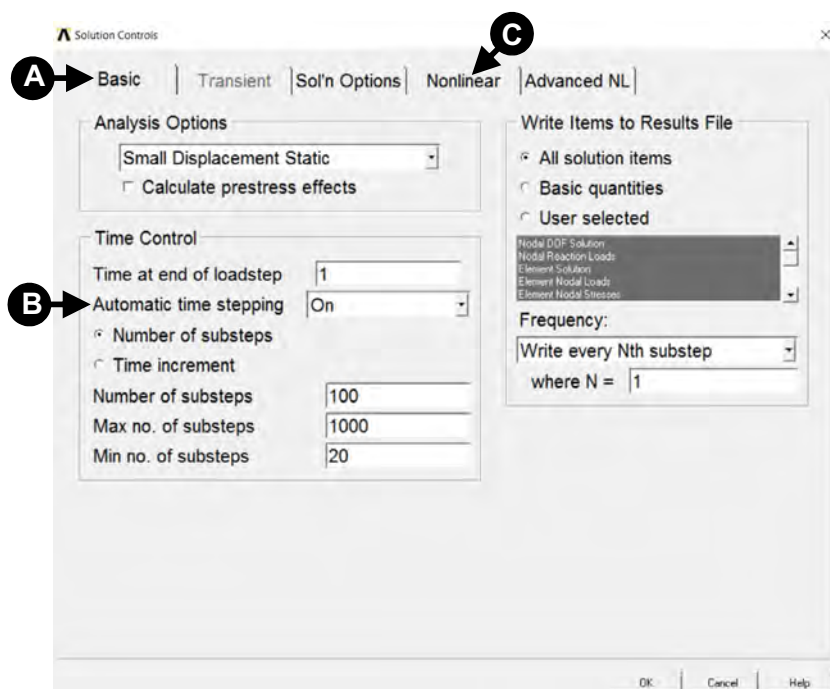 Solution Controls
C
A
Basic
Transient
Sol'n Options
Nonlinear
Advanced NL
Analysis Options
Small Displacement Static
Calculate prestress effects
Time Control
Time at end of loadstep 1
B
Automatic time stepping On
Number of substeps
Time increment
Number of substeps 100
Max no. of substeps 1000
Min no. of substeps 20
Write Items to Results File
All solution items
Basic quantities
User selected
Nodal DOF Solution
Nodal Reaction Loads
Element Solution
Element Nodal Loads
Element Nodal Stresses
Frequency:
Write every Nth substep
where N = 1
OK
Cancel
Help